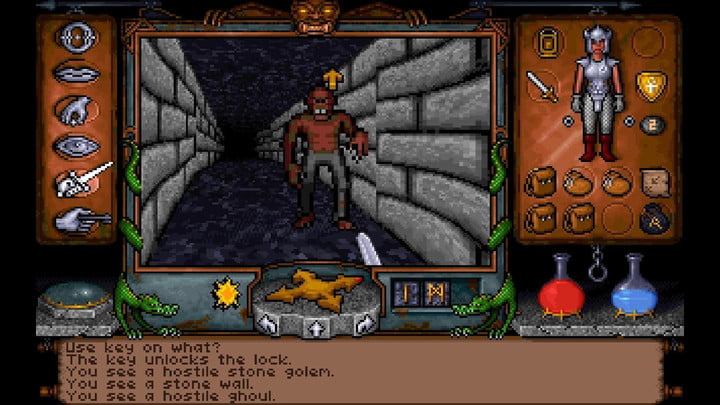 Use key on what?
The key unlocks the lock.
You see a hostile stone golem.
You see a stone wall.
You see a hostile ghoul.